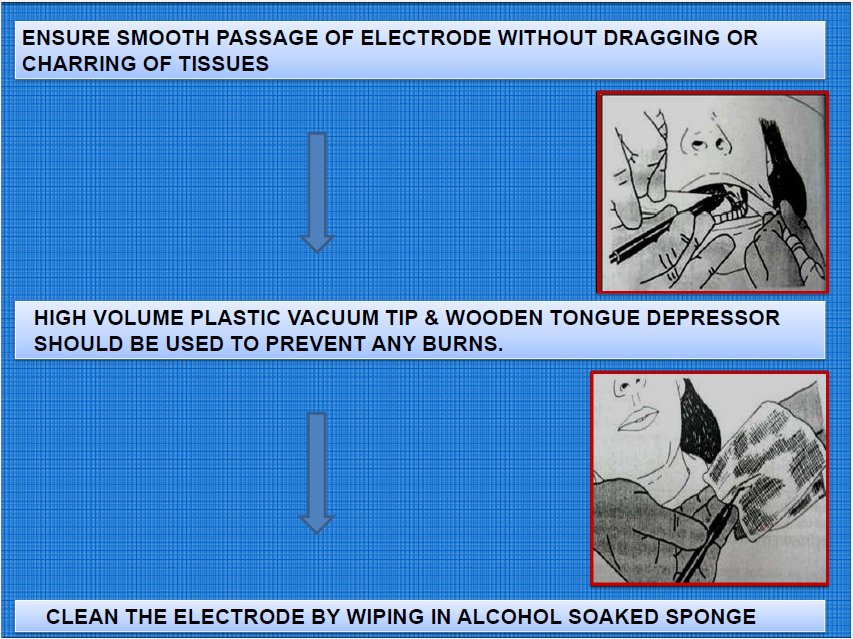 ENSURE SMOOTH PASSAGE OF ELECTRODE WITHOUT DRAGGING OR
CHARRING OF TISSUES
HIGH VOLUME PLASTIC VACUUM TIP & WOODEN TONGUE DEPRESSOR
SHOULD BE USED TO PREVENT ANY BURNS.
CLEAN THE ELECTRODE BY WIPING IN ALCOHOL SOAKED SPONGE